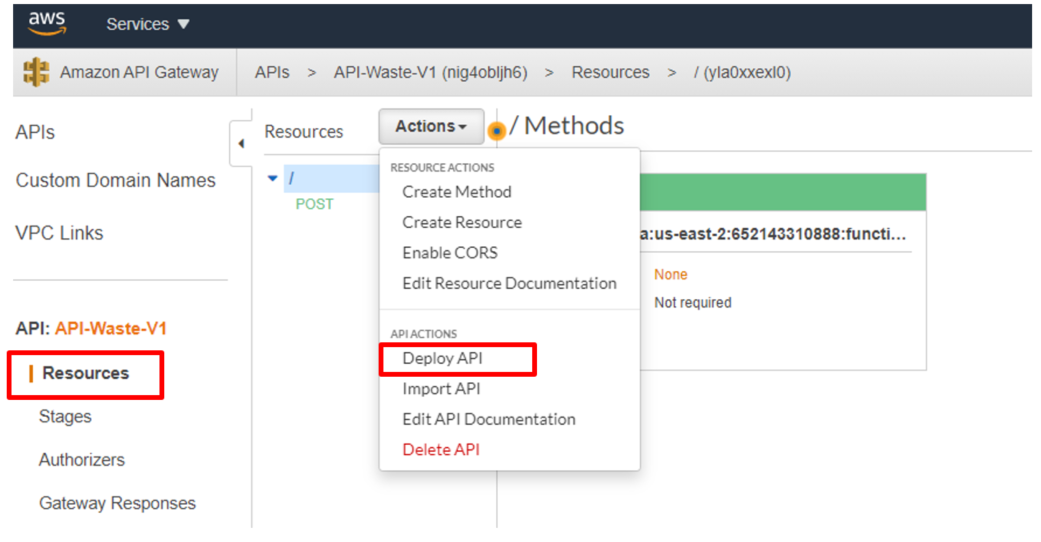 aws
Services ▼
Amazon API Gateway
APIs > API-Waste-V1 (nig4obljh6) > Resources > / (yla0xxexl0)
APIs
Custom Domain Names
VPC Links
API: API-Waste-V1
Resources
Stages
Authorizers
Gateway Responses
Resources
/
POST
Actions
RESOURCE ACTIONS
Create Method
Create Resource
Enable CORS
Edit Resource Documentation
API ACTIONS
Deploy API
Import API
Edit API Documentation
Delete API
/ Methods
a:us-east-2:652143310888:functi...
None
Not required